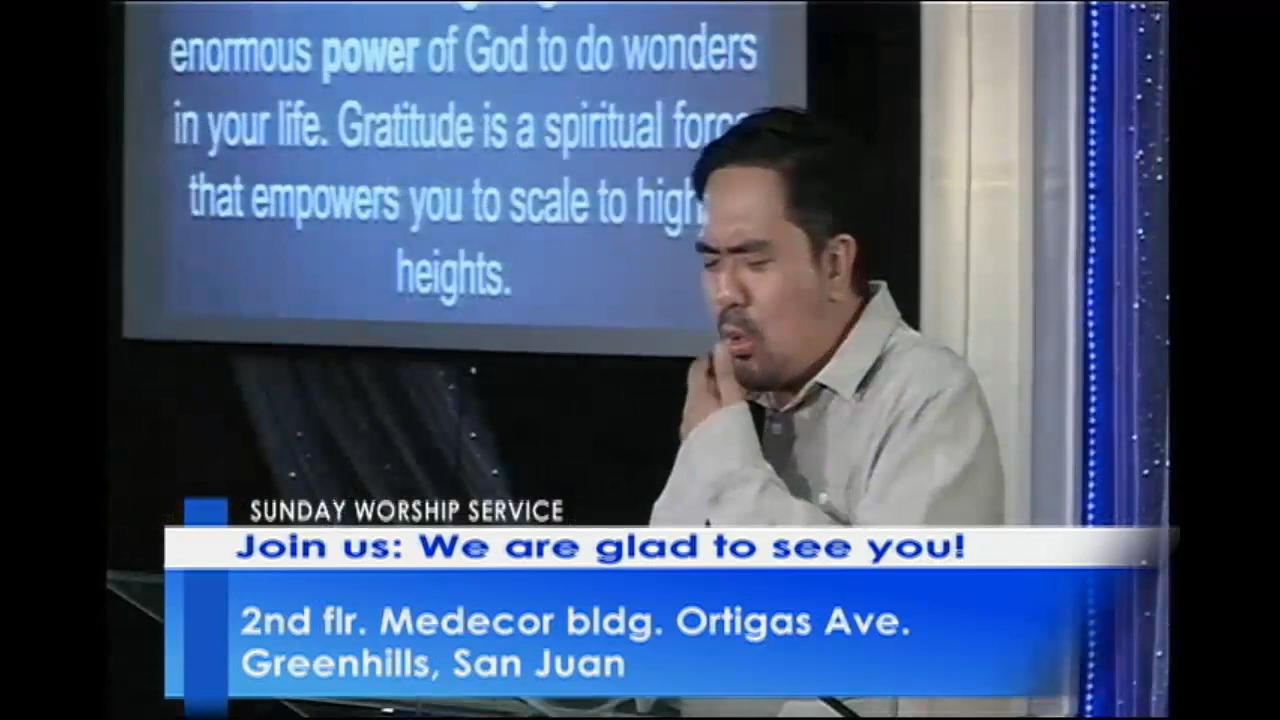 enormous power of God to do wonders
in your life. Gratitude is a spiritual
that empowers you to scale to
heights.
SUNDAY WORSHIP SERVICE
Join us: We are glad to see you!
2nd flr. Medecor bldg. Ortigas Ave.
Greenhills, San Juan